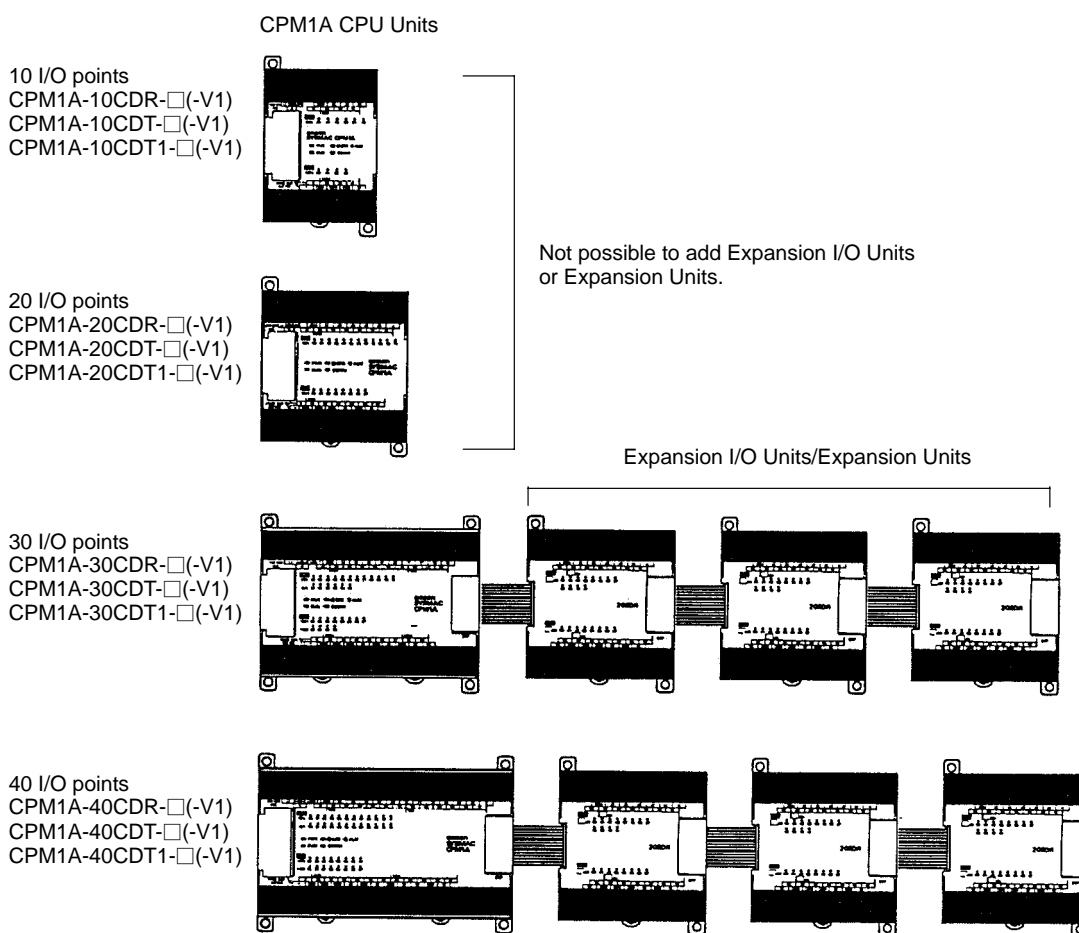 CPM1A CPU Units
10 I/O points
CPM1A-10CDR-□(-V1)
CPM1A-10CDT-□(-V1)
CPM1A-10CDT1-□(-V1)
Not possible to add Expansion I/O Units
or Expansion Units.
20 I/O points
CPM1A-20CDR-□(-V1)
CPM1A-20CDT-□(-V1)
CPM1A-20CDT1-□(-V1)
Expansion I/O Units/Expansion Units
30 I/O points
CPM1A-30CDR-□(-V1)
CPM1A-30CDT-□(-V1)
CPM1A-30CDT1-□(-V1)
40 I/O points
CPM1A-40CDR-□(-V1)
CPM1A-40CDT-□(-V1)
CPM1A-40CDT1-□(-V1)